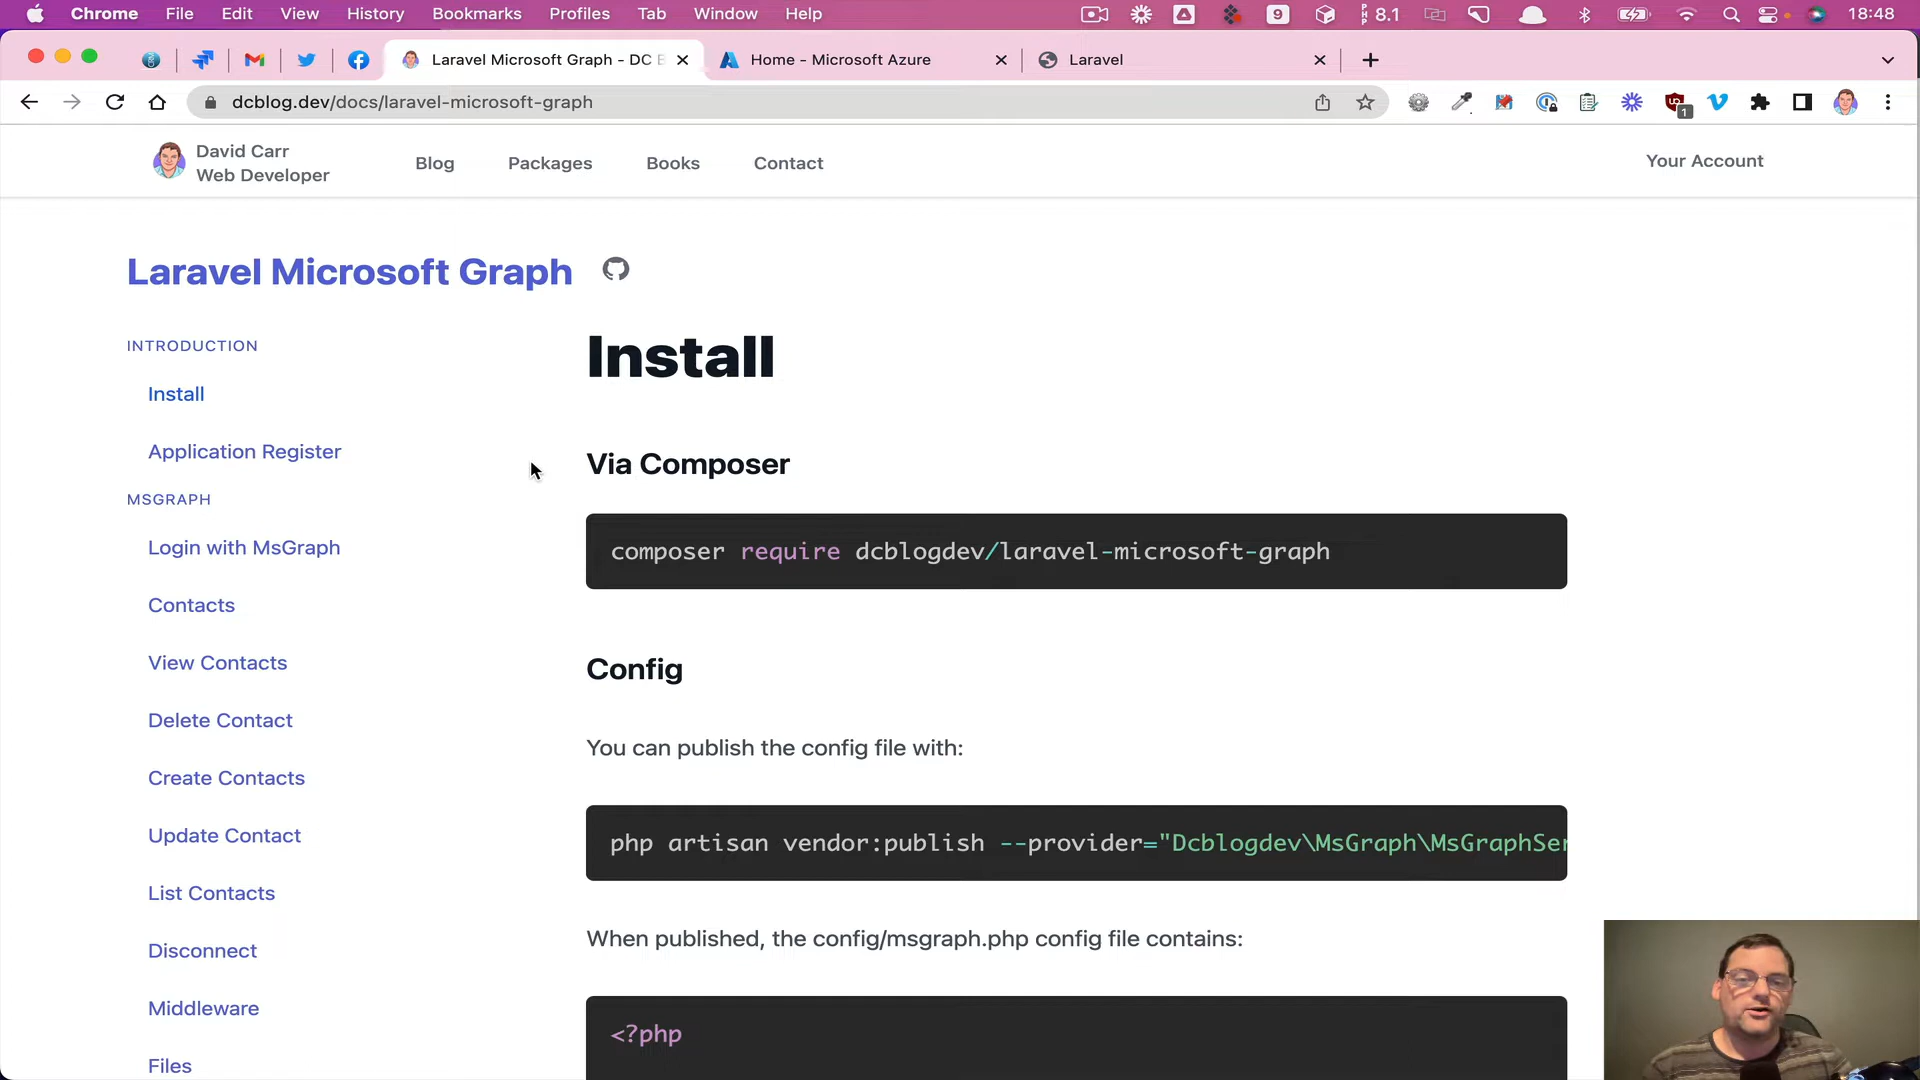 Chrome File Edit View History Bookmarks Profiles Tab Window Help 9 PHP 8.1 18:48
Laravel Microsoft Graph - DC B Home - Microsoft Azure Laravel
dcblog.dev/docs/laravel-microsoft-graph 1
David Carr
Web Developer
Blog Packages Books Contact Your Account
Laravel Microsoft Graph
INTRODUCTION
Install
Application Register
MSGRAPH
Login with MsGraph
Contacts
View Contacts
Delete Contact
Create Contacts
Update Contact
List Contacts
Disconnect
Middleware
Files
Install
Via Composer
composer require dcblogdev/laravel-microsoft-graph
Config
You can publish the config file with:
php artisan vendor:publish --provider="Dcblogdev\MsGraph\MsGraphSer
When published, the config/msgraph.php config file contains:
<?php